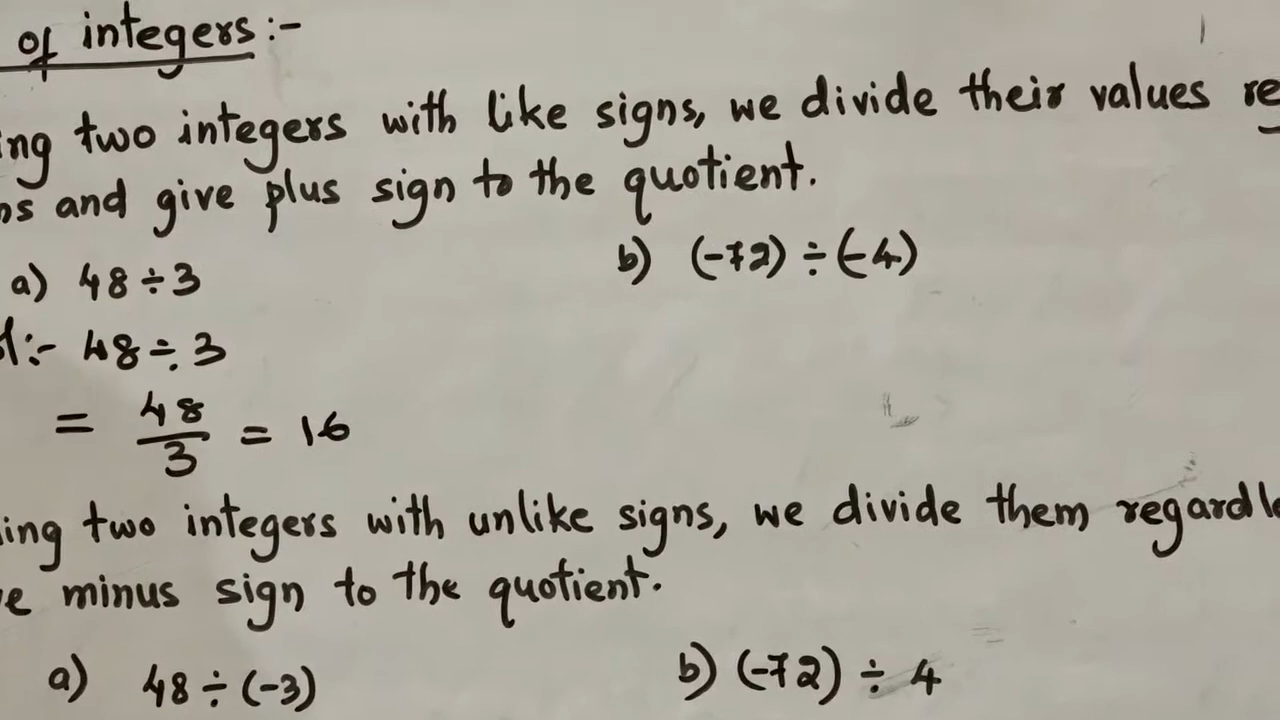 of integers:-
ing two integers with like signs, we divide their values re
ns and give plus sign to the quotient.
a) 48÷3
b) (-72) ÷ (-4)
:- 48÷3
= 48/3 = 16
ing two integers with unlike signs, we divide them regardle
e minus sign to the quotient.
a) 48 ÷ (-3)
b) (-72) ÷ 4